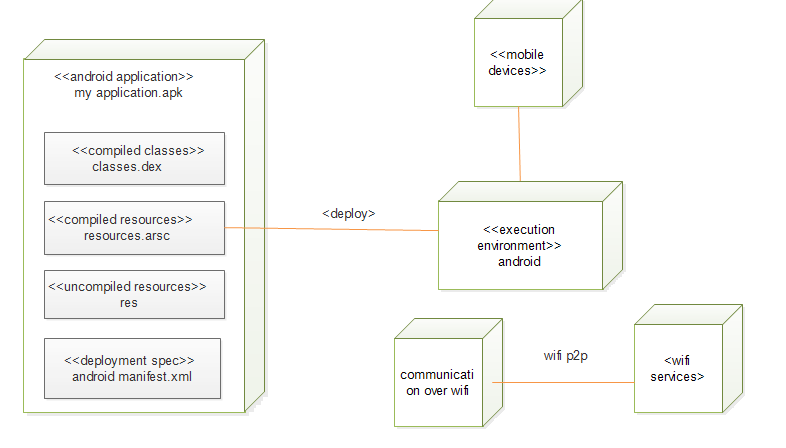 <<android application>>
my application.apk
<<compiled classes>>
classes.dex
<<compiled resources>>
resources.arsc
<<uncompiled resources>>
res
<<deployment spec>>
android manifest.xml
<deploy>
<<mobile
devices>>
<<execution
environment>>
android
communicati
on over wifi
wifi p2p
<wifi
services>